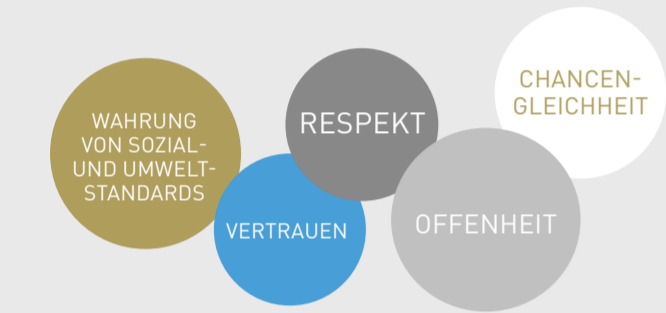 WAHRUNG
VON SOZIAL-
UND UMWELT-
STANDARDS
VERTRAUEN
RESPEKT
OFFENHEIT
CHANCEN-
GLEICHHEIT